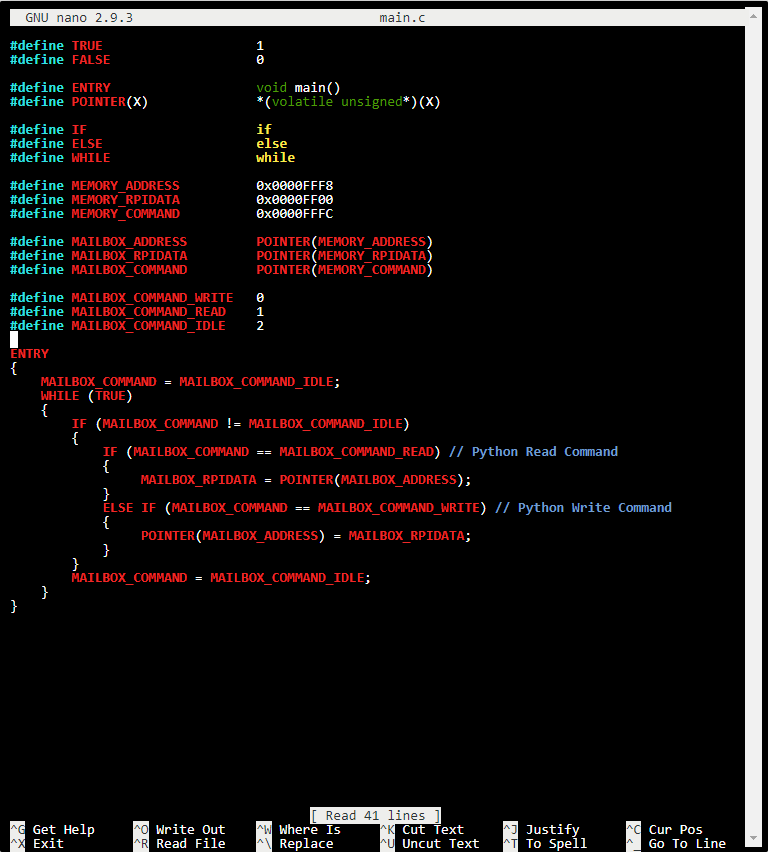 GNU nano 2.9.3 main.c
#define TRUE 1
#define FALSE 0
#define ENTRY void main()
#define POINTER(X) *(volatile unsigned*)(X)
#define IF if
#define ELSE else
#define WHILE while
#define MEMORY_ADDRESS 0x0000FFF8
#define MEMORY_RPIDATA 0x0000FF00
#define MEMORY_COMMAND 0x0000FFFC
#define MAILBOX_ADDRESS POINTER(MEMORY_ADDRESS)
#define MAILBOX_RPIDATA POINTER(MEMORY_RPIDATA)
#define MAILBOX_COMMAND POINTER(MEMORY_COMMAND)
#define MAILBOX_COMMAND_WRITE 0
#define MAILBOX_COMMAND_READ 1
#define MAILBOX_COMMAND_IDLE 2
ENTRY
{
MAILBOX_COMMAND = MAILBOX_COMMAND_IDLE;
WHILE (TRUE)
{
IF (MAILBOX_COMMAND != MAILBOX_COMMAND_IDLE)
{
IF (MAILBOX_COMMAND == MAILBOX_COMMAND_READ) // Python Read Command
{
MAILBOX_RPIDATA = POINTER(MAILBOX_ADDRESS);
}
ELSE IF (MAILBOX_COMMAND == MAILBOX_COMMAND_WRITE) // Python Write Command
{
POINTER(MAILBOX_ADDRESS) = MAILBOX_RPIDATA;
}
}
MAILBOX_COMMAND = MAILBOX_COMMAND_IDLE;
}
}
[ Read 41 lines ]
^G Get Help ^O Write Out ^W Where Is ^K Cut Text ^J Justify ^C Cur Pos
^X Exit ^R Read File ^\ Replace ^U Uncut Text ^T To Spell ^_ Go To Line